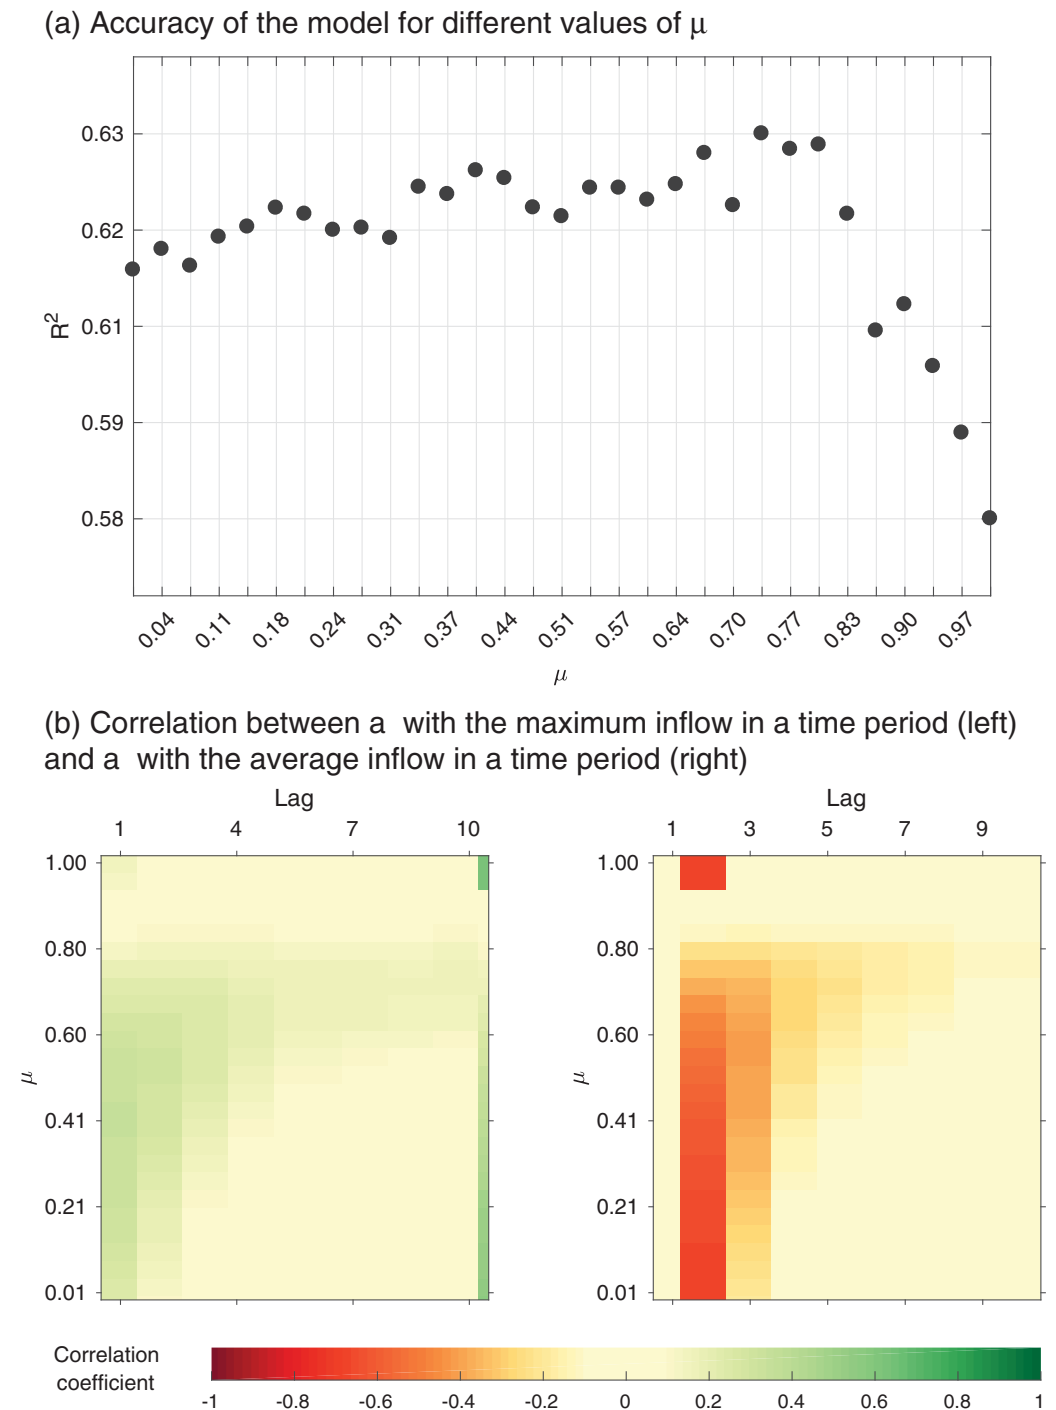 (a) Accuracy of the model for different values of μ
R²
0.63
0.62
0.61
0.59
0.58
0.04 0.11 0.18 0.24 0.31 0.37 0.44 0.51 0.57 0.64 0.70 0.77 0.83 0.90 0.97
μ
(b) Correlation between a with the maximum inflow in a time period (left)
and a with the average inflow in a time period (right)
Lag
1 4 7 10
μ
1.00
0.80
0.60
0.41
0.21
0.01
Lag
1 3 5 7 9
μ
1.00
0.80
0.60
0.41
0.21
0.01
Correlation
coefficient
-1 -0.8 -0.6 -0.4 -0.2 0 0.2 0.4 0.6 0.8 1